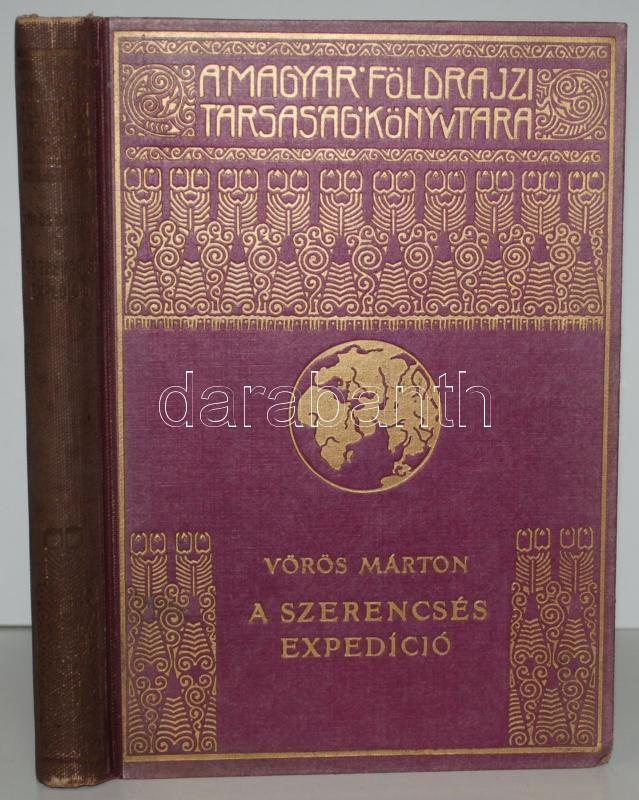 A MAGYAR FÖLDRAJZI
TÁRSASÁG KÖNYVTÁRA
darabanth
VÖRÖS MÁRTON
A SZERENCSÉS
EXPEDÍCIÓ